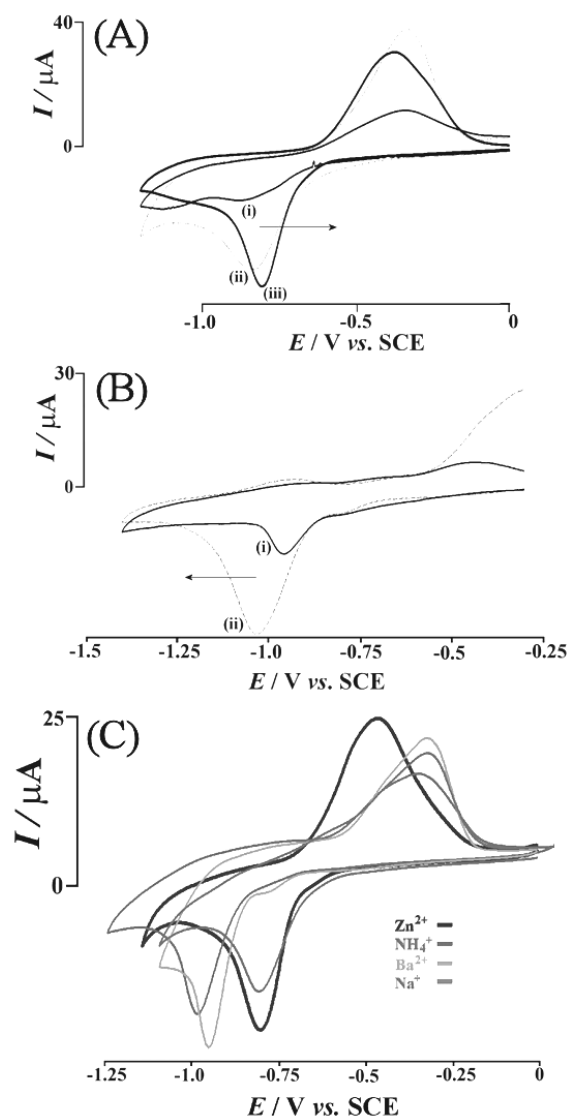 (A)
40
I / µA
0
(i)
(ii)
(iii)
-1.0
-0.5
0
E / V vs. SCE
(B)
30
I / µA
0
(i)
(ii)
-1.5
-1.25
-1.0
-0.75
-0.5
-0.25
E / V vs. SCE
(C)
25
I / µA
0
Zn²⁺
NH₄⁺
Ba²⁺
Na⁺
-1.25
-1.0
-0.75
-0.5
-0.25
0
E / V vs. SCE